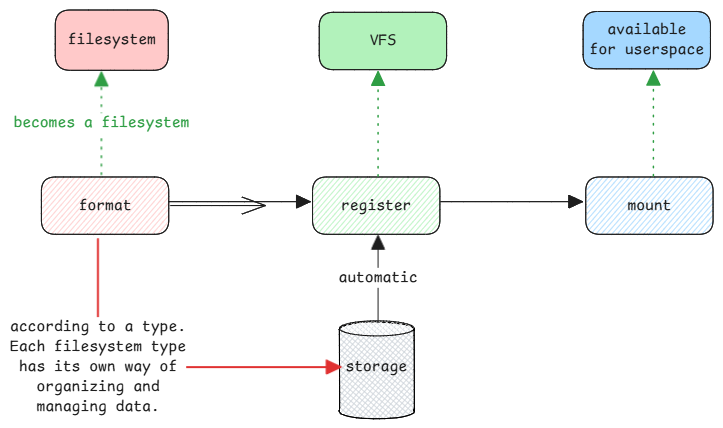 filesystem
VFS
available
for userspace
becomes a filesystem
format
register
mount
automatic
according to a type.
Each filesystem type
has its own way of
organizing and
managing data.
storage